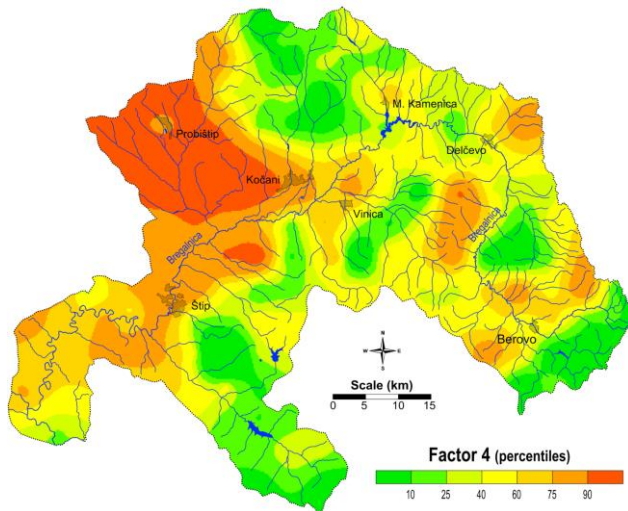 M. Kamenica
Probištip
Delčevo
Kočani
Vinica
Bregalnica
Bregalnica
Štip
N
W E
S
Berovo
Scale (km)
0 5 10 15
Factor 4 (percentiles)
10 25 40 60 75 90